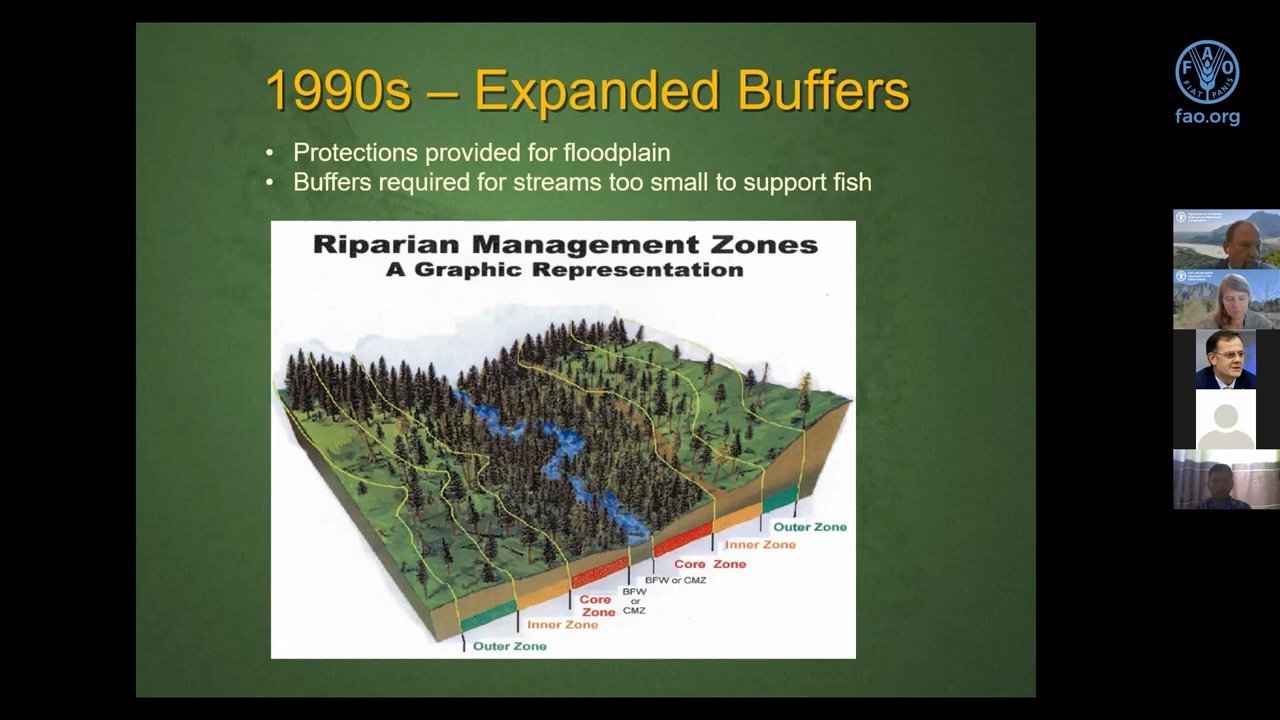 1990s – Expanded Buffers
• Protections provided for floodplain
• Buffers required for streams too small to support fish
Riparian Management Zones
A Graphic Representation
Outer Zone
Inner Zone
Core Zone
BFW or CMZ
BFW
or
CMZ
Core
Zone
Inner Zone
Outer Zone
F A O
FIAT PANIS
fao.org